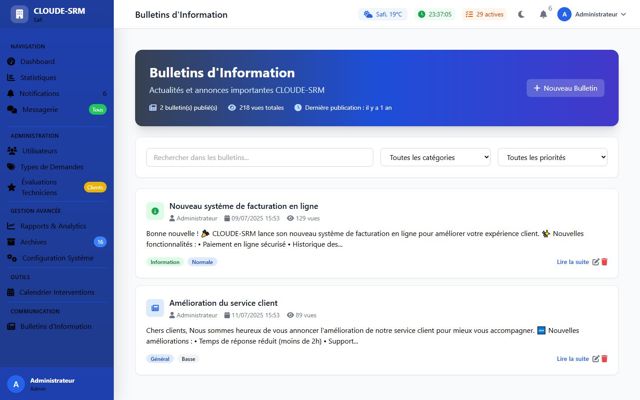 CLOUDE-SRM
Safi
NAVIGATION
Dashboard
Statistiques
Notifications 6
Messagerie Tous
ADMINISTRATION
Utilisateurs
Types de Demandes
Évaluations Techniciens Clients
GESTION AVANCÉE
Rapports & Analytics
Archives 16
Configuration Système
OUTILS
Calendrier Interventions
COMMUNICATION
Bulletins d'Information
A Administrateur
Admin
Bulletins d'Information
Safi, 19°C 23:37:05 29 actives 6 A Administrateur
Bulletins d'Information
Actualités et annonces importantes CLOUDE-SRM
2 bulletin(s) publié(s) 218 vues totales Dernière publication : il y a 1 an
Nouveau Bulletin
Rechercher dans les bulletins... Toutes les catégories Toutes les priorités
Nouveau système de facturation en ligne
Administrateur 09/07/2025 15:53 129 vues
Bonne nouvelle ! 🎉 CLOUDE-SRM lance son nouveau système de facturation en ligne pour améliorer votre expérience client. ✨ Nouvelles
fonctionnalités : • Paiement en ligne sécurisé • Historique des...
Information Normale Lire la suite
Amélioration du service client
Administrateur 11/07/2025 15:53 89 vues
Chers clients, Nous sommes heureux de vous annoncer l'amélioration de notre service client pour mieux vous accompagner. 🆕 Nouvelles
améliorations : • Temps de réponse réduit (moins de 2h) • Support...
Général Basse Lire la suite